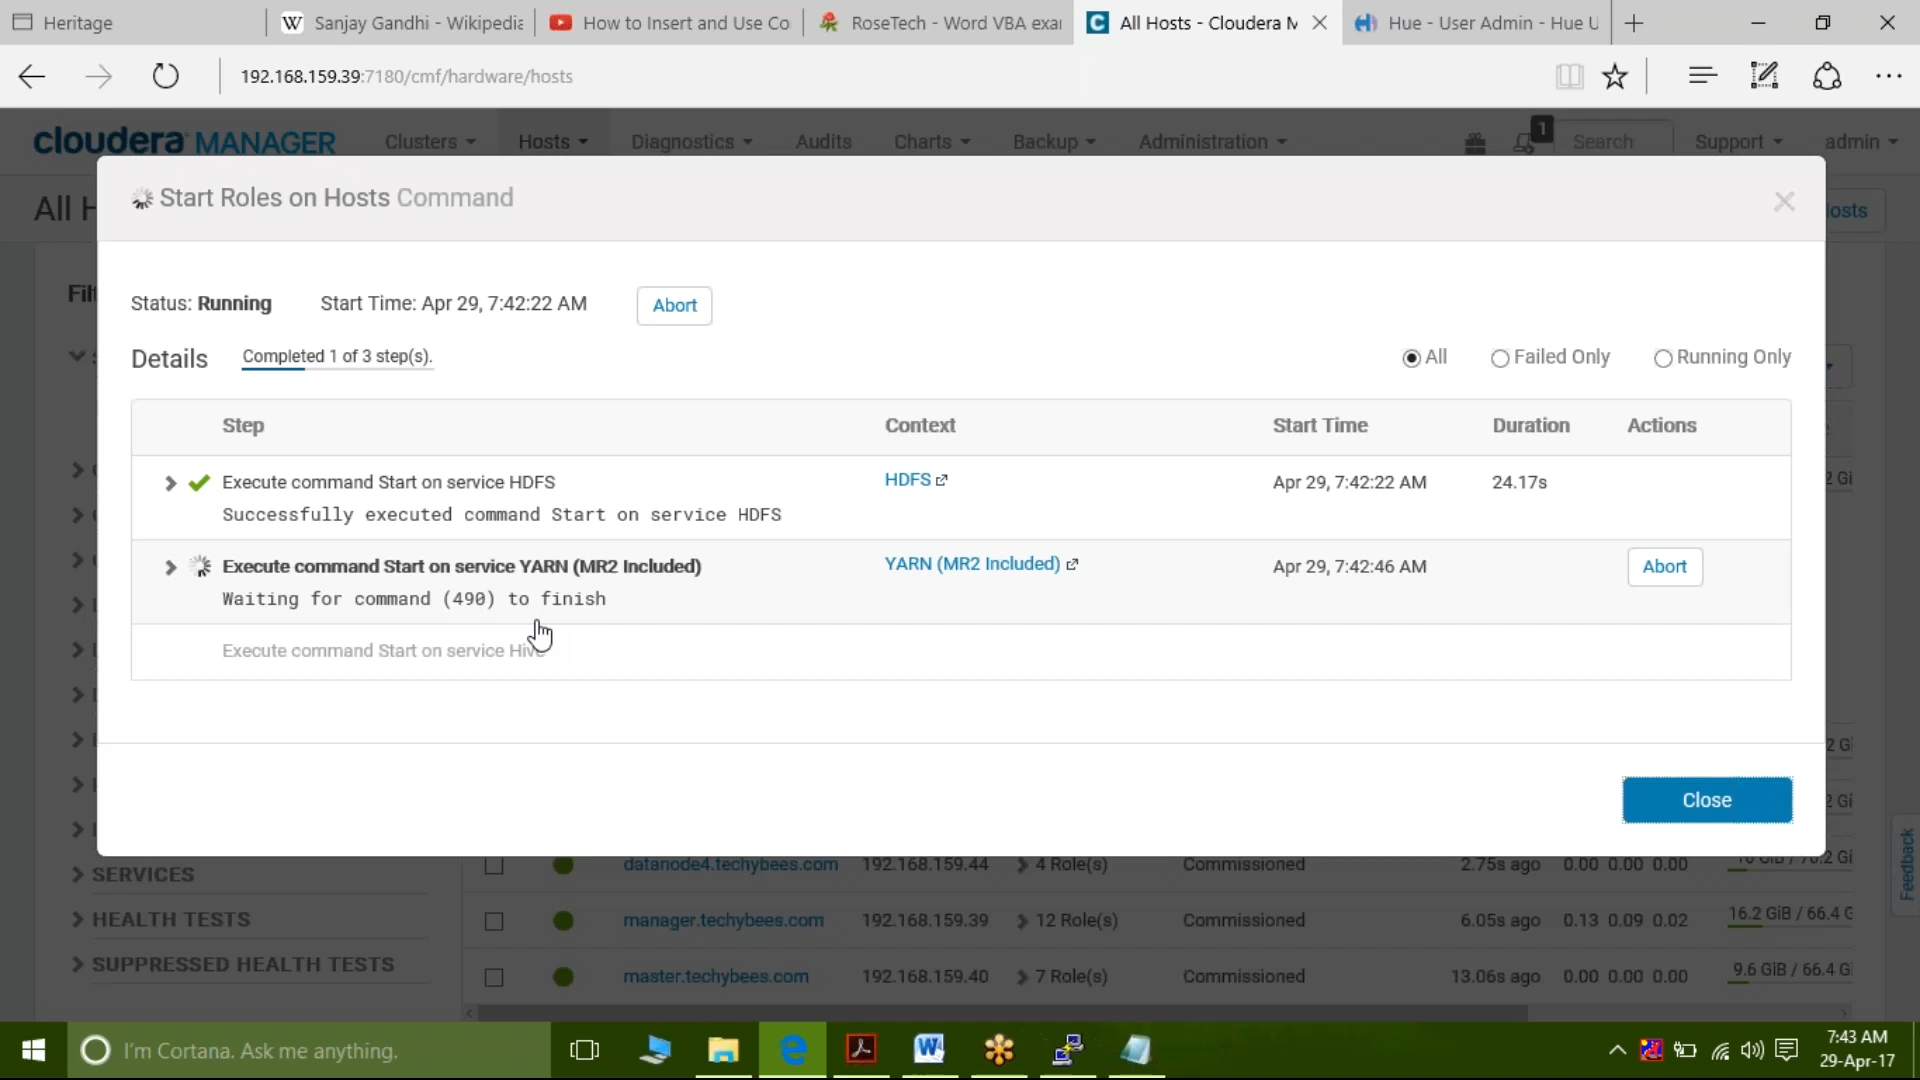 Heritage
Sanjay Gandhi - Wikipedia
How to Insert and Use Co
RoseTech - Word VBA exa
All Hosts - Cloudera M
Hue - User Admin - Hue U
192.168.159.39:7180/cmf/hardware/hosts
cloudera MANAGER
Clusters
Hosts
Diagnostics
Audits
Charts
Backup
Administration
1
Search
Support
admin
All H
osts
Start Roles on Hosts Command
Status: Running
Start Time: Apr 29, 7:42:22 AM
Abort
Details
Completed 1 of 3 step(s).
All
Failed Only
Running Only
Step
Context
Start Time
Duration
Actions
Execute command Start on service HDFS
HDFS
Apr 29, 7:42:22 AM
24.17s
Successfully executed command Start on service HDFS
Execute command Start on service YARN (MR2 Included)
YARN (MR2 Included)
Apr 29, 7:42:46 AM
Abort
Waiting for command (490) to finish
Execute command Start on service Hive
Close
datanode4.techybees.com 192.168.159.44 4 Role(s) Commissioned 2.75s ago 0.00 0.00 0.00
SERVICES
manager.techybees.com 192.168.159.39 12 Role(s) Commissioned 6.05s ago 0.13 0.09 0.02 16.2 GiB / 66.4 G
HEALTH TESTS
SUPPRESSED HEALTH TESTS
master.techybees.com 192.168.159.40 7 Role(s) Commissioned 13.06s ago 0.00 0.00 0.00 9.6 GiB / 66.4 Gi
Feedback
I'm Cortana. Ask me anything.
7:43 AM
29-Apr-17